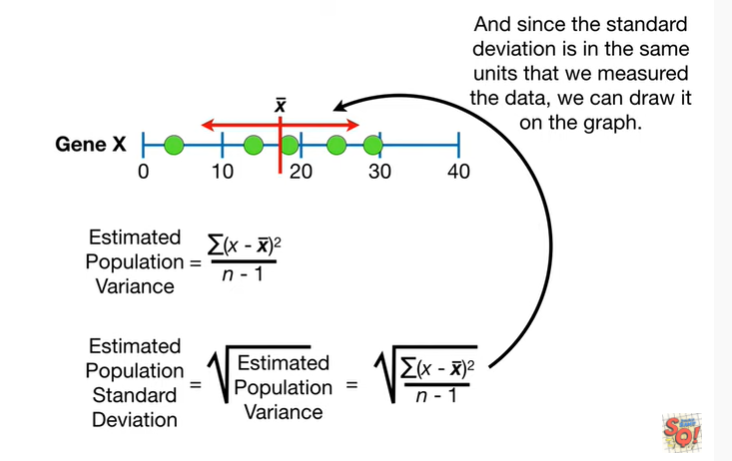 And since the standard
deviation is in the same
units that we measured
the data, we can draw it
on the graph.
x̄
Gene X
0 10 20 30 40
Estimated
Population
Variance
= Σ(x - x̄)²
n - 1
Estimated
Population
Standard
Deviation
= √ Estimated
Population
Variance
= √ Σ(x - x̄)²
n - 1
SQ!